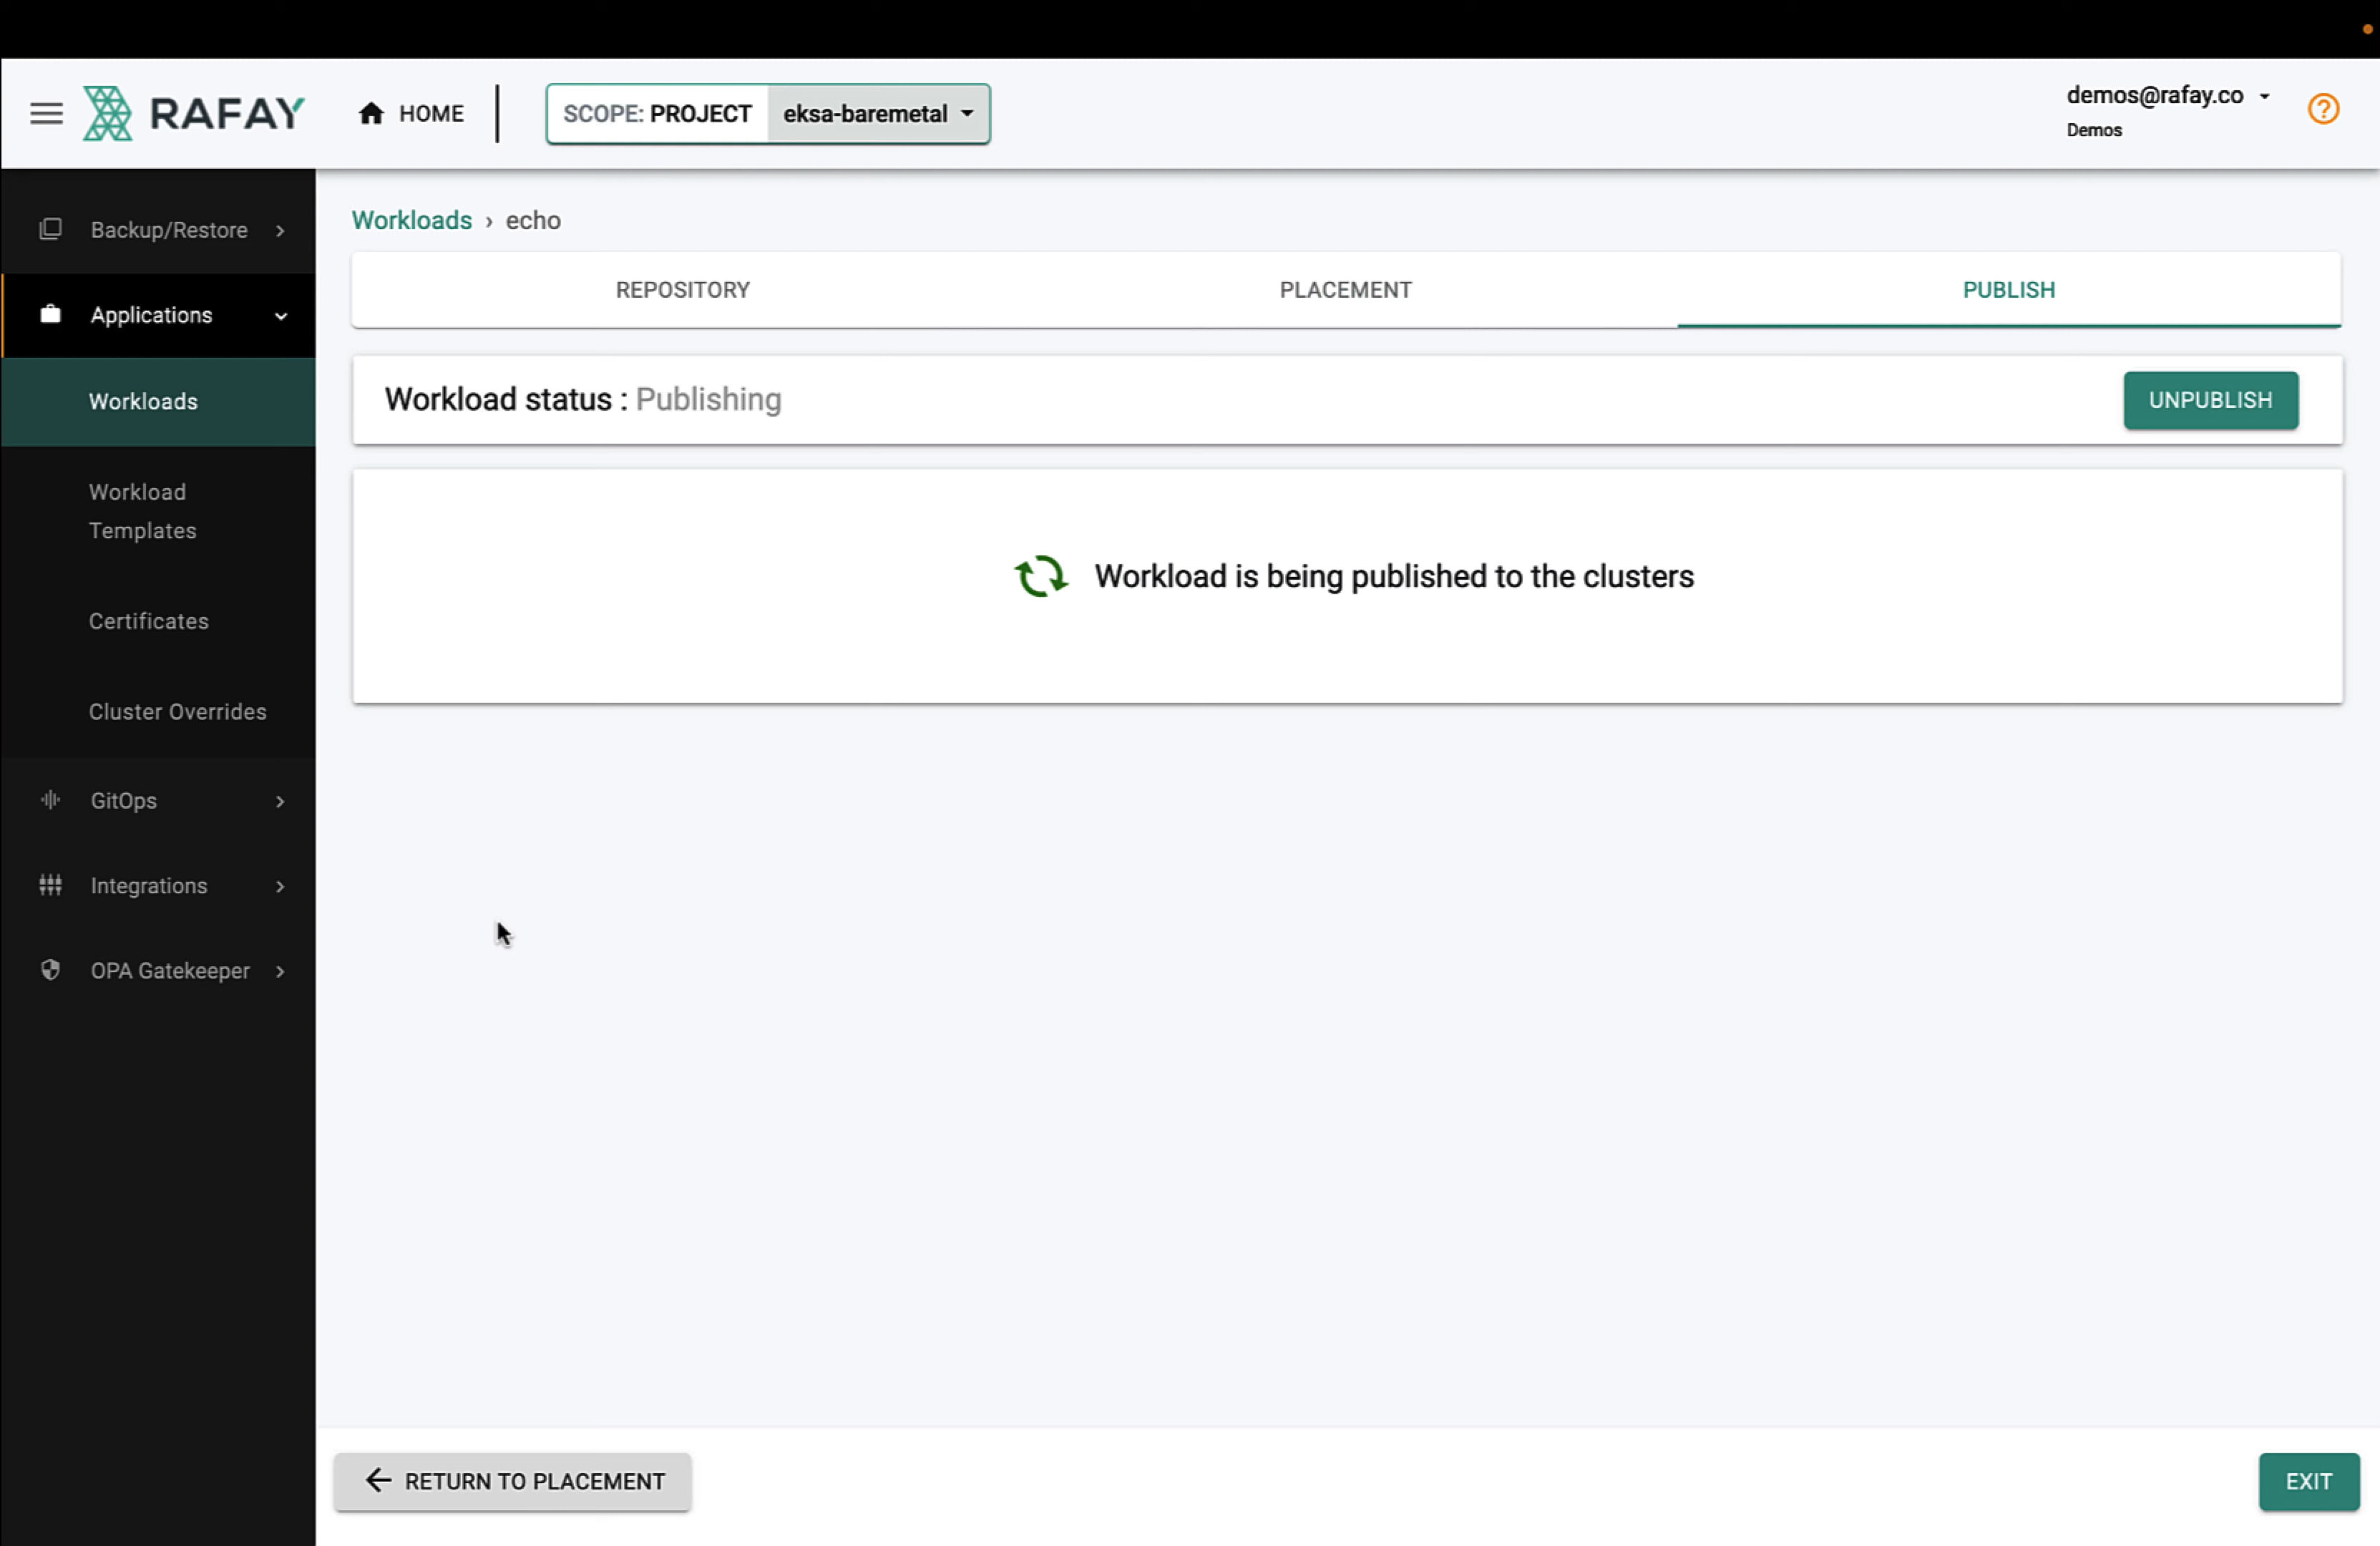 RAFAY
HOME
SCOPE: PROJECT eksa-baremetal
demos@rafay.co
Demos
Backup/Restore
Applications
Workloads
Workload
Templates
Certificates
Cluster Overrides
GitOps
Integrations
OPA Gatekeeper
Workloads › echo
REPOSITORY
PLACEMENT
PUBLISH
Workload status : Publishing
UNPUBLISH
Workload is being published to the clusters
RETURN TO PLACEMENT
EXIT